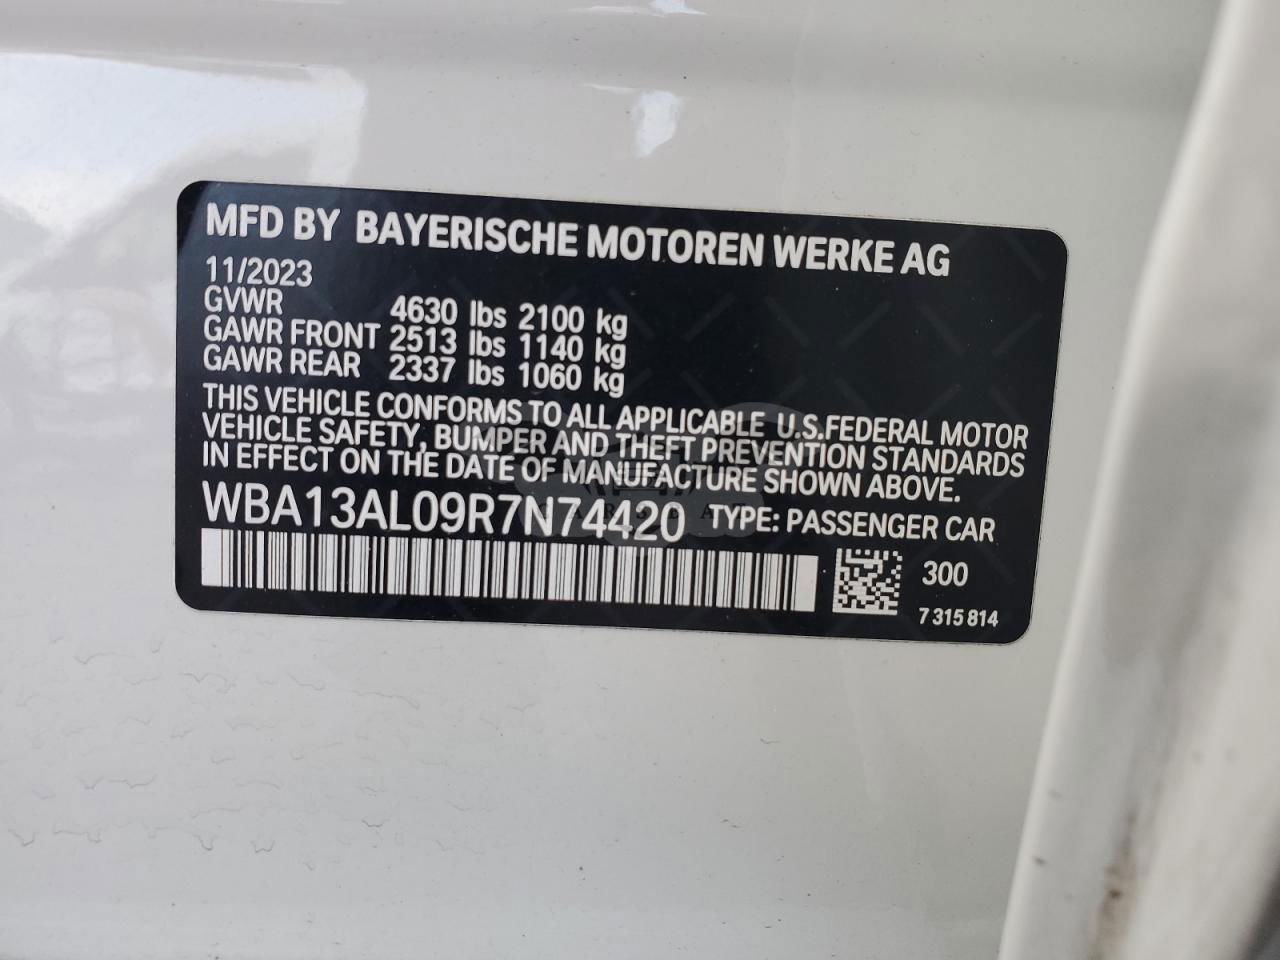 MFD BY BAYERISCHE MOTOREN WERKE AG
11/2023
GVWR 4630 lbs 2100 kg
GAWR FRONT 2513 lbs 1140 kg
GAWR REAR 2337 lbs 1060 kg
THIS VEHICLE CONFORMS TO ALL APPLICABLE U.S.FEDERAL MOTOR
VEHICLE SAFETY, BUMPER AND THEFT PREVENTION STANDARDS
IN EFFECT ON THE DATE OF MANUFACTURE SHOWN ABOVE.
WBA13AL09R7N74420 TYPE: PASSENGER CAR
300
7 315 814